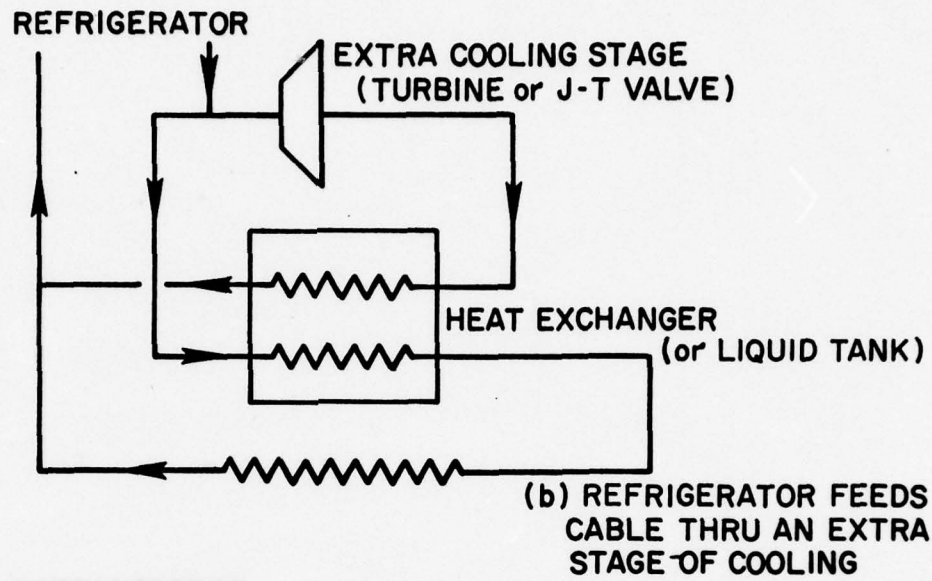 REFRIGERATOR
EXTRA COOLING STAGE
(TURBINE or J-T VALVE)
HEAT EXCHANGER
(or LIQUID TANK)
(b) REFRIGERATOR FEEDS
CABLE THRU AN EXTRA
STAGE OF COOLING